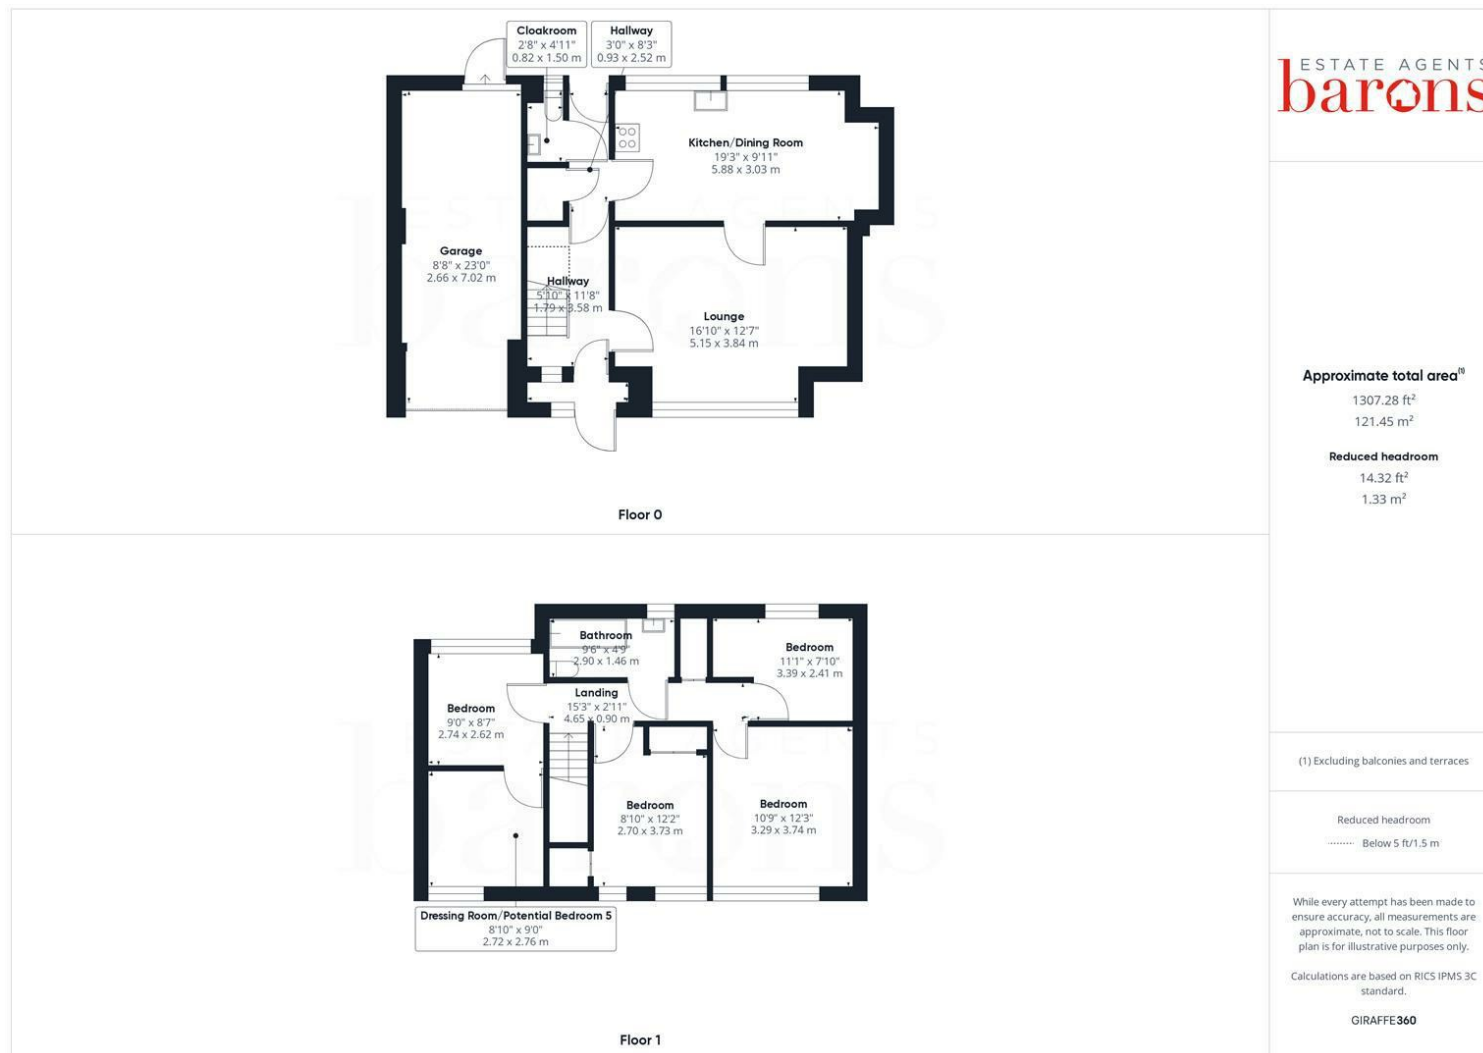 Cloakroom
2'8" x 4'11"
0.82 x 1.50 m
Hallway
3'0" x 8'3"
0.93 x 2.52 m
Kitchen/Dining Room
19'3" x 9'11"
5.88 x 3.03 m
Garage
8'8" x 23'0"
2.66 x 7.02 m
Hallway
5'10" x 11'8"
1.79 x 3.58 m
Lounge
16'10" x 12'7"
5.15 x 3.84 m
ESTATE AGENTS
barons
Floor 0
Bathroom
9'6" x 4'9"
2.90 x 1.46 m
Bedroom
11'1" x 7'10"
3.39 x 2.41 m
Landing
15'3" x 2'11"
4.65 x 0.90 m
Bedroom
9'0" x 8'7"
2.74 x 2.62 m
Bedroom
8'10" x 12'2"
2.70 x 3.73 m
Bedroom
10'9" x 12'3"
3.29 x 3.74 m
Dressing Room/Potential Bedroom 5
8'10" x 9'0"
2.72 x 2.76 m
ESTATE AGENTS
barons
Floor 1
ESTATE AGENTS
barons
Approximate total area(1)
1307.28 ft²
121.45 m²
Reduced headroom
14.32 ft²
1.33 m²
(1) Excluding balconies and terraces
Reduced headroom
Below 5 ft/1.5 m
While every attempt has been made to
ensure accuracy, all measurements are
approximate, not to scale. This floor
plan is for illustrative purposes only.
Calculations are based on RICS IPMS 3C
standard.
GIRAFFE360